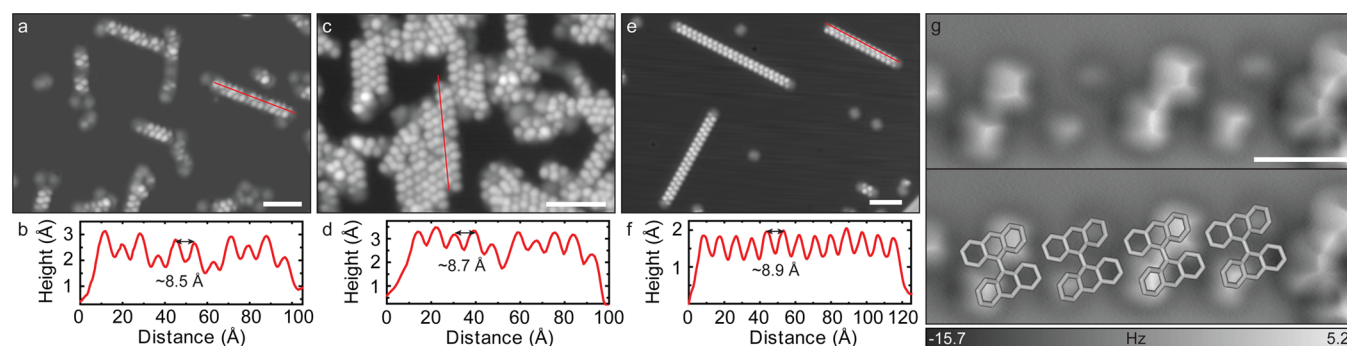 a
c
e
g
b
Height (Å)
3
2
1
~8.5 Å
0 20 40 60 80 100
Distance (Å)
d
Height (Å)
3
2
1
~8.7 Å
0 20 40 60 80 100
Distance (Å)
f
Height (Å)
2
1
~8.9 Å
0 20 40 60 80 100 120
Distance (Å)
-15.7 Hz 5.2